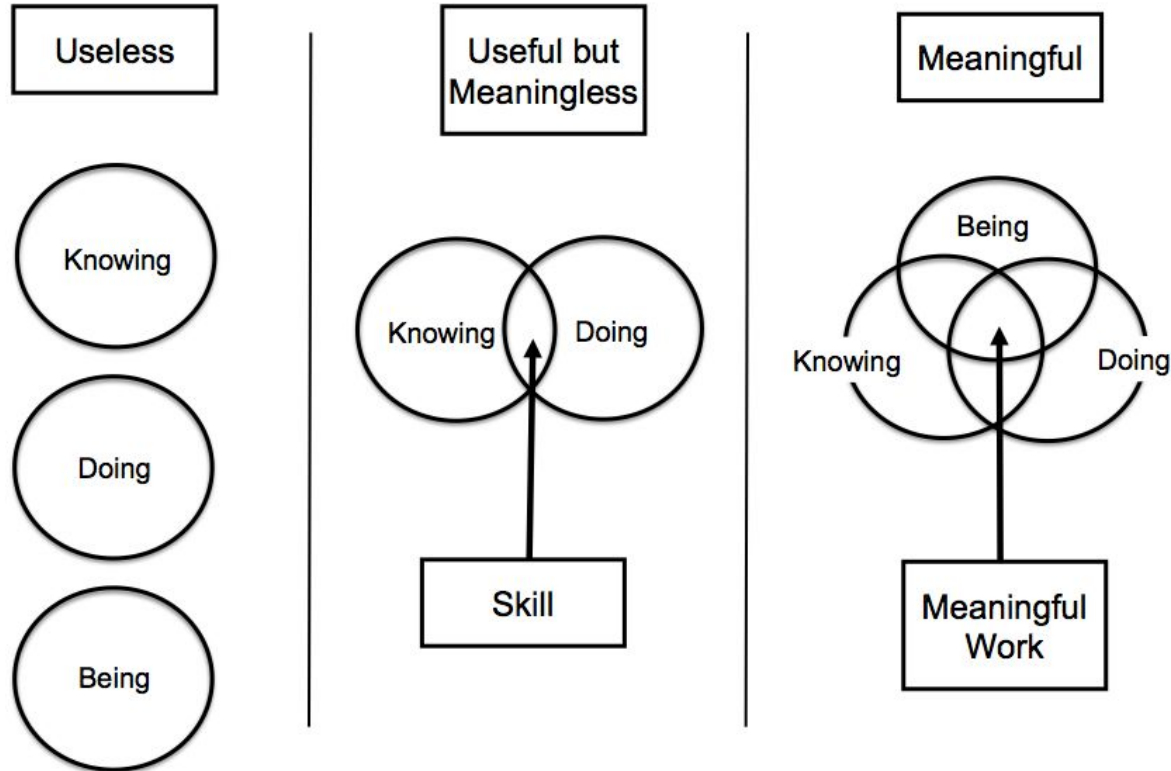 Useless
Knowing
Doing
Being
Useful but
Meaningless
Knowing
Doing
Skill
Meaningful
Being
Knowing
Doing
Meaningful
Work